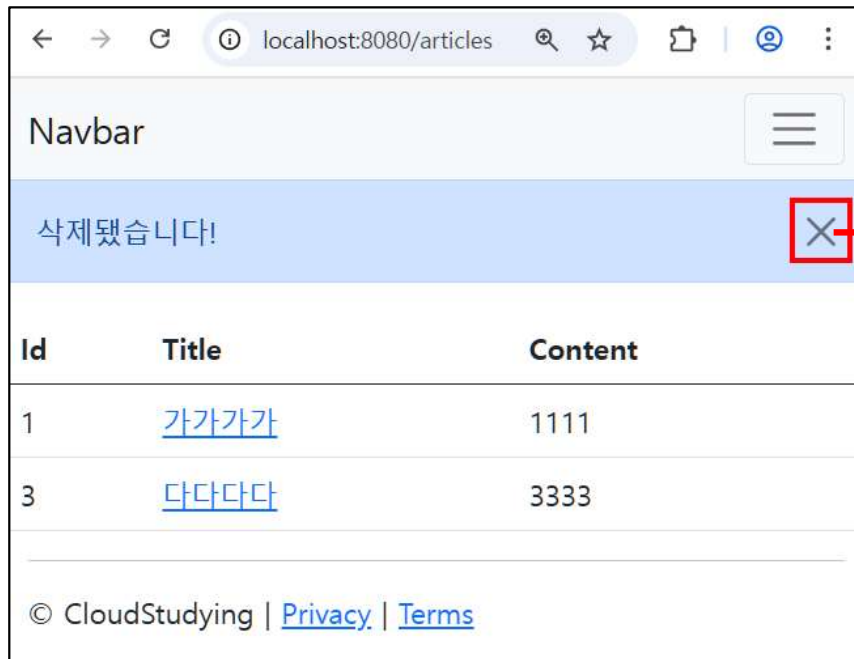 localhost:8080/articles
Navbar
삭제됐습니다!
Id Title Content
1 가가가가 1111
3 다다다다 3333
© CloudStudying | Privacy | Terms